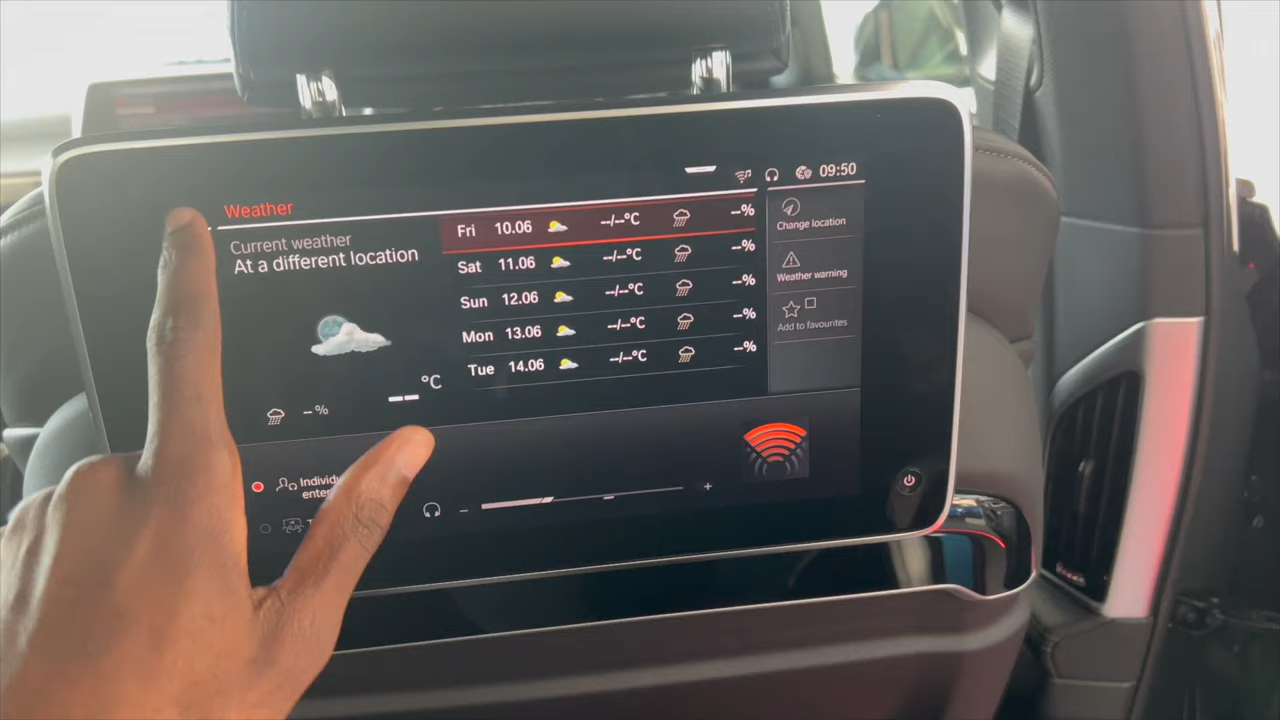 09:50
Weather
Current weather
At a different location
Fri 10.06 --/--°C --%
Sat 11.06 --/--°C --%
Sun 12.06 --/--°C --%
Mon 13.06 --/--°C --%
Tue 14.06 --/--°C --%
Change location
Weather warning
Add to favourites
--°C
--%
- +